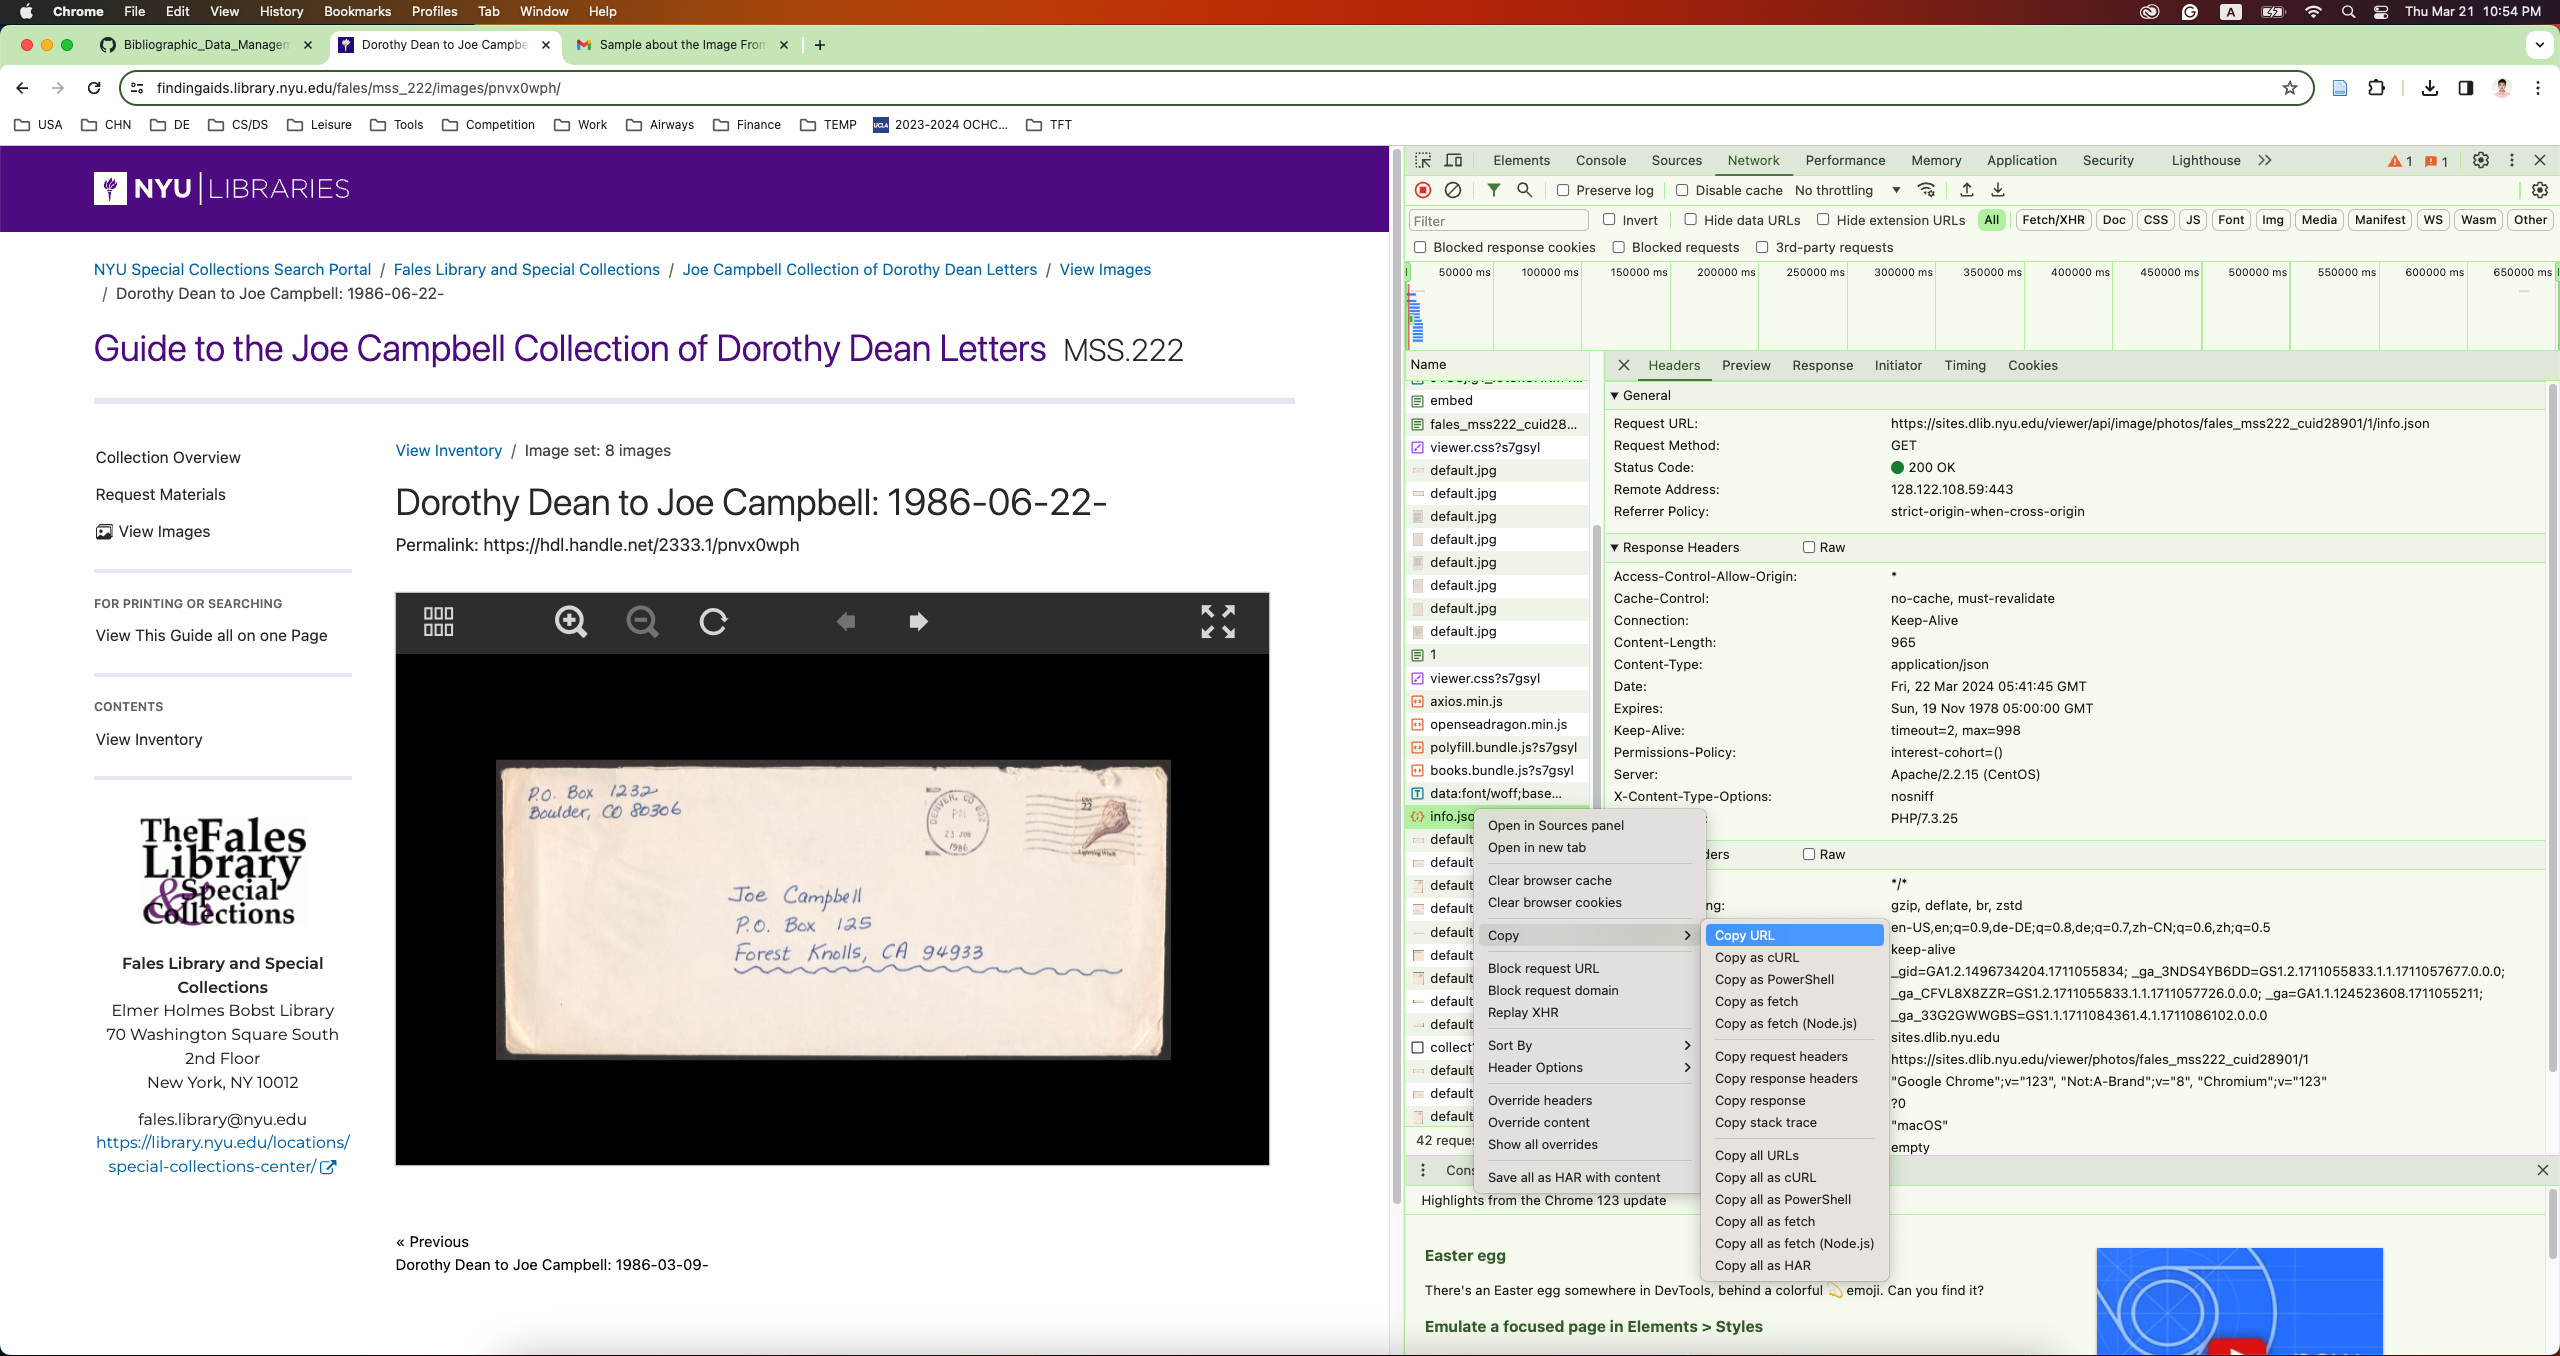 Chrome File Edit View History Bookmarks Profiles Tab Window Help
A Thu Mar 21 10:54 PM
Bibliographic_Data_Managem
Dorothy Dean to Joe Campbe
Sample about the Image From
findingaids.library.nyu.edu/fales/mss_222/images/pnvx0wph/
USA CHN DE CS/DS Leisure Tools Competition Work Airways Finance TEMP UCLA 2023-2024 OCHC... TFT
NYU LIBRARIES
NYU Special Collections Search Portal / Fales Library and Special Collections / Joe Campbell Collection of Dorothy Dean Letters / View Images
/ Dorothy Dean to Joe Campbell: 1986-06-22-
Guide to the Joe Campbell Collection of Dorothy Dean Letters MSS.222
Collection Overview
Request Materials
View Images
FOR PRINTING OR SEARCHING
View This Guide all on one Page
CONTENTS
View Inventory
The Fales
Library
& Special
Collections
Fales Library and Special
Collections
Elmer Holmes Bobst Library
70 Washington Square South
2nd Floor
New York, NY 10012
fales.library@nyu.edu
https://library.nyu.edu/locations/
special-collections-center/
View Inventory / Image set: 8 images
Dorothy Dean to Joe Campbell: 1986-06-22-
Permalink: https://hdl.handle.net/2333.1/pnvx0wph
P.O. Box 1232
Boulder, CO 80306
DENVER, CO 802
PM
23 JUN
1986
22
Joe Campbell
P.O. Box 125
Forest Knolls, CA 94933
« Previous
Dorothy Dean to Joe Campbell: 1986-03-09-
Elements Console Sources Network Performance Memory Application Security Lighthouse 1 1
Preserve log Disable cache No throttling
Filter Invert Hide data URLs Hide extension URLs All Fetch/XHR Doc CSS JS Font Img Media Manifest WS Wasm Other
Blocked response cookies Blocked requests 3rd-party requests
50000 ms 100000 ms 150000 ms 200000 ms 250000 ms 300000 ms 350000 ms 400000 ms 450000 ms 500000 ms 550000 ms 600000 ms 650000 ms
Name
embed
fales_mss222_cuid28...
viewer.css?s7gsyl
default.jpg
default.jpg
default.jpg
default.jpg
default.jpg
default.jpg
default.jpg
default.jpg
1
viewer.css?s7gsyl
axios.min.js
openseadragon.min.js
polyfill.bundle.js?s7gsyl
books.bundle.js?s7gsyl
data:font/woff;base...
info.jso
default
default
default
default
default
default
default
default
default
collect
default
default
default
42 reque
Headers Preview Response Initiator Timing Cookies
General
Request URL: https://sites.dlib.nyu.edu/viewer/api/image/photos/fales_mss222_cuid28901/1/info.json
Request Method: GET
Status Code: 200 OK
Remote Address: 128.122.108.59:443
Referrer Policy: strict-origin-when-cross-origin
Response Headers Raw
Access-Control-Allow-Origin: *
Cache-Control: no-cache, must-revalidate
Connection: Keep-Alive
Content-Length: 965
Content-Type: application/json
Date: Fri, 22 Mar 2024 05:41:45 GMT
Expires: Sun, 19 Nov 1978 05:00:00 GMT
Keep-Alive: timeout=2, max=998
Permissions-Policy: interest-cohort=()
Server: Apache/2.2.15 (CentOS)
X-Content-Type-Options: nosniff
PHP/7.3.25
ders Raw
*/*
ng: gzip, deflate, br, zstd
en-US,en;q=0.9,de-DE;q=0.8,de;q=0.7,zh-CN;q=0.6,zh;q=0.5
keep-alive
_gid=GA1.2.1496734204.1711055834; _ga_3NDS4YB6DD=GS1.2.1711055833.1.1.1711057677.0.0.0;
_ga_CFVL8X8ZZR=GS1.2.1711055833.1.1.1711057726.0.0.0; _ga=GA1.1.124523608.1711055211;
_ga_33G2GWWGBS=GS1.1.1711084361.4.1.1711086102.0.0.0
sites.dlib.nyu.edu
https://sites.dlib.nyu.edu/viewer/photos/fales_mss222_cuid28901/1
"Google Chrome";v="123", "Not:A-Brand";v="8", "Chromium";v="123"
?0
"macOS"
empty
Open in Sources panel
Open in new tab
Clear browser cache
Clear browser cookies
Copy
Block request URL
Block request domain
Replay XHR
Sort By
Header Options
Override headers
Override content
Show all overrides
Save all as HAR with content
Copy URL
Copy as cURL
Copy as PowerShell
Copy as fetch
Copy as fetch (Node.js)
Copy request headers
Copy response headers
Copy response
Copy stack trace
Copy all URLs
Copy all as cURL
Copy all as PowerShell
Copy all as fetch
Copy all as fetch (Node.js)
Copy all as HAR
Cons
Highlights from the Chrome 123 update
Easter egg
There's an Easter egg somewhere in DevTools, behind a colorful 💫 emoji. Can you find it?
Emulate a focused page in Elements > Styles